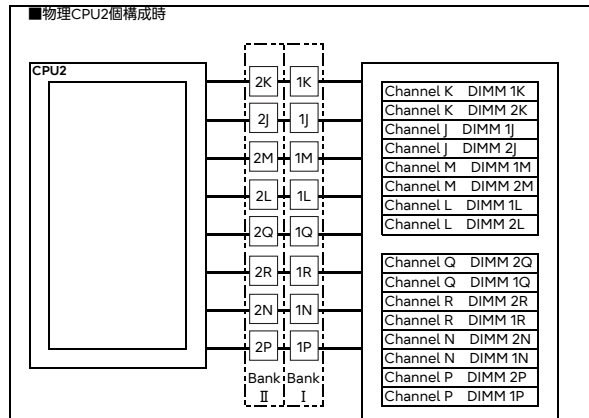 ■物理CPU2個構成時
CPU2
2K 1K
2J 1J
2M 1M
2L 1L
2Q 1Q
2R 1R
2N 1N
2P 1P
Bank Bank
Ⅱ Ⅰ
Channel K DIMM 1K
Channel K DIMM 2K
Channel J DIMM 1J
Channel J DIMM 2J
Channel M DIMM 1M
Channel M DIMM 2M
Channel L DIMM 1L
Channel L DIMM 2L
Channel Q DIMM 2Q
Channel Q DIMM 1Q
Channel R DIMM 2R
Channel R DIMM 1R
Channel N DIMM 2N
Channel N DIMM 1N
Channel P DIMM 2P
Channel P DIMM 1P